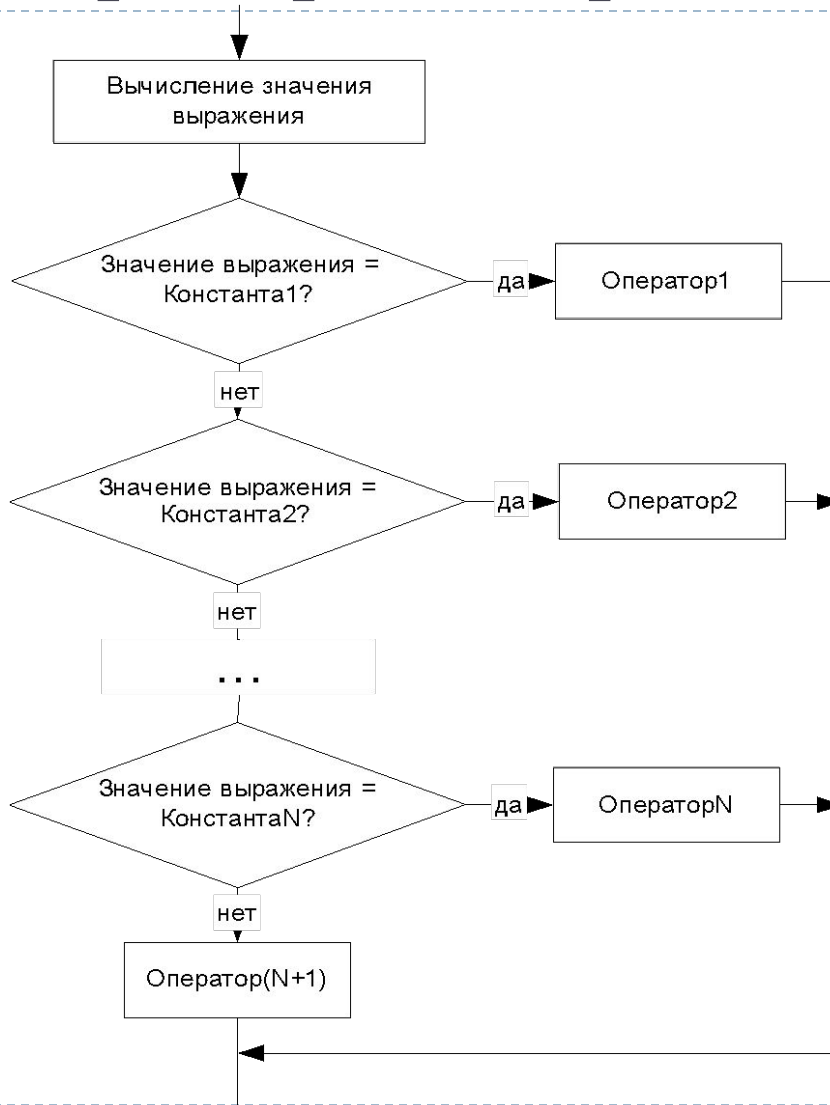 Вычисление значения
выражения
Значение выражения =
Константа1?
да
Оператор1
нет
Значение выражения =
Константа2?
да
Оператор2
нет
...
Значение выражения =
КонстантаN?
да
ОператорN
нет
Оператор(N+1)